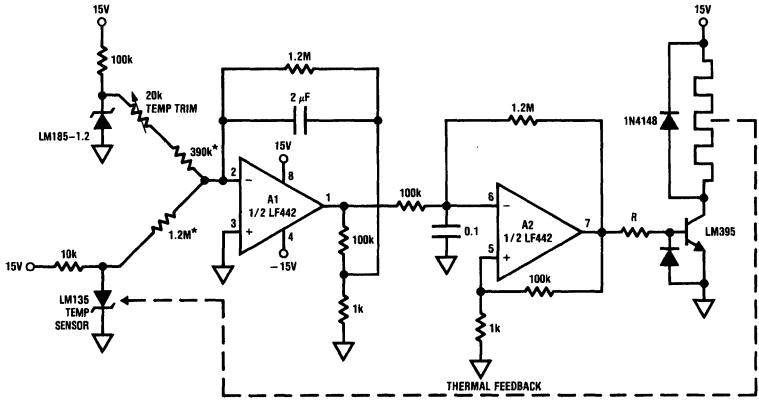 15V
100k
20k
TEMP TRIM
LM185-1.2
390k*
1.2M*
15V
10k
LM135
TEMP
SENSOR
1.2M
2 µF
15V
8
2
−
A1
1/2 LF442
1
3
+
4
−15V
100k
1k
100k
0.1
1.2M
6
−
A2
1/2 LF442
7
5
+
100k
1k
R
15V
1N4148
LM395
THERMAL FEEDBACK